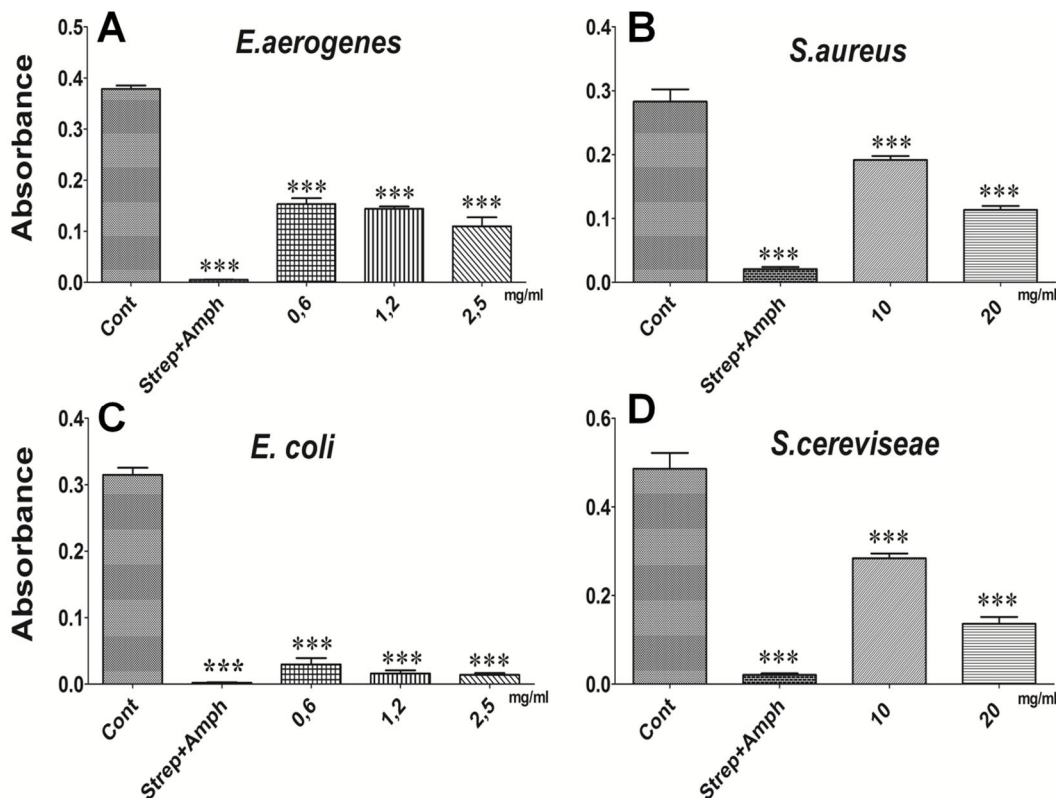 A
E.aerogenes
Absorbance
0.5
0.4
0.3
0.2
0.1
0.0
***
***
***
***
Cont
Strep+Amph
0,6
1,2
2,5
mg/ml
B
S.aureus
0.4
0.3
0.2
0.1
0.0
***
***
***
Cont
Strep+Amph
10
20
mg/ml
C
E. coli
Absorbance
0.4
0.3
0.2
0.1
0.0
***
***
***
***
Cont
Strep+Amph
0,6
1,2
2,5
mg/ml
D
S.cereviseae
0.6
0.4
0.2
0.0
***
***
***
Cont
Strep+Amph
10
20
mg/ml